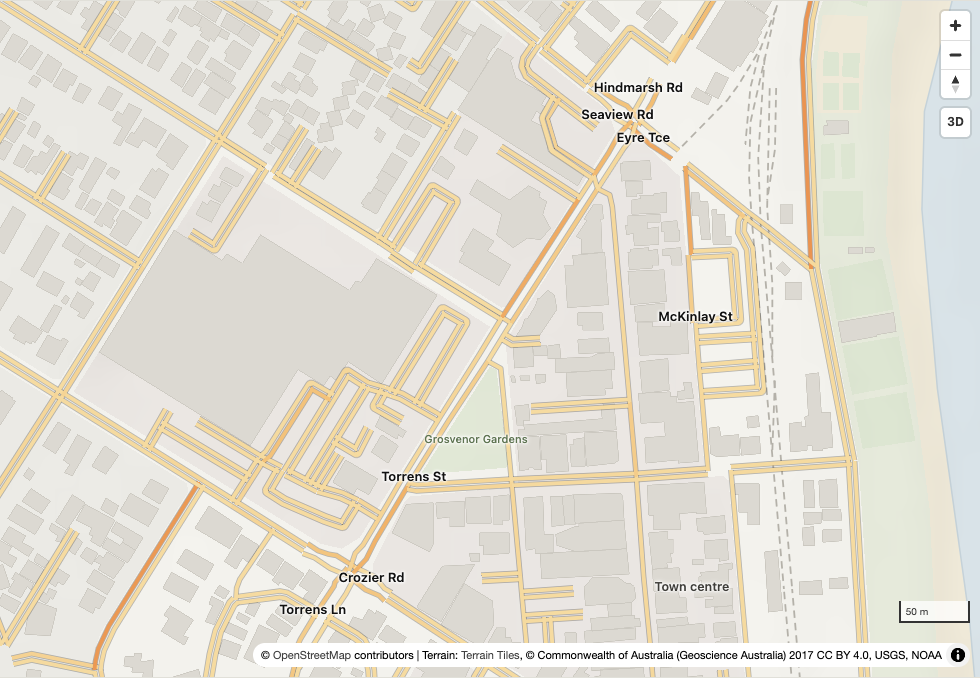 3D
Hindmarsh Rd
Seaview Rd
Eyre Tce
McKinlay St
Grosvenor Gardens
Torrens St
Crozier Rd
Town centre
Torrens Ln
50 m
© OpenStreetMap contributors | Terrain: Terrain Tiles, © Commonwealth of Australia (Geoscience Australia) 2017 CC BY 4.0, USGS, NOAA